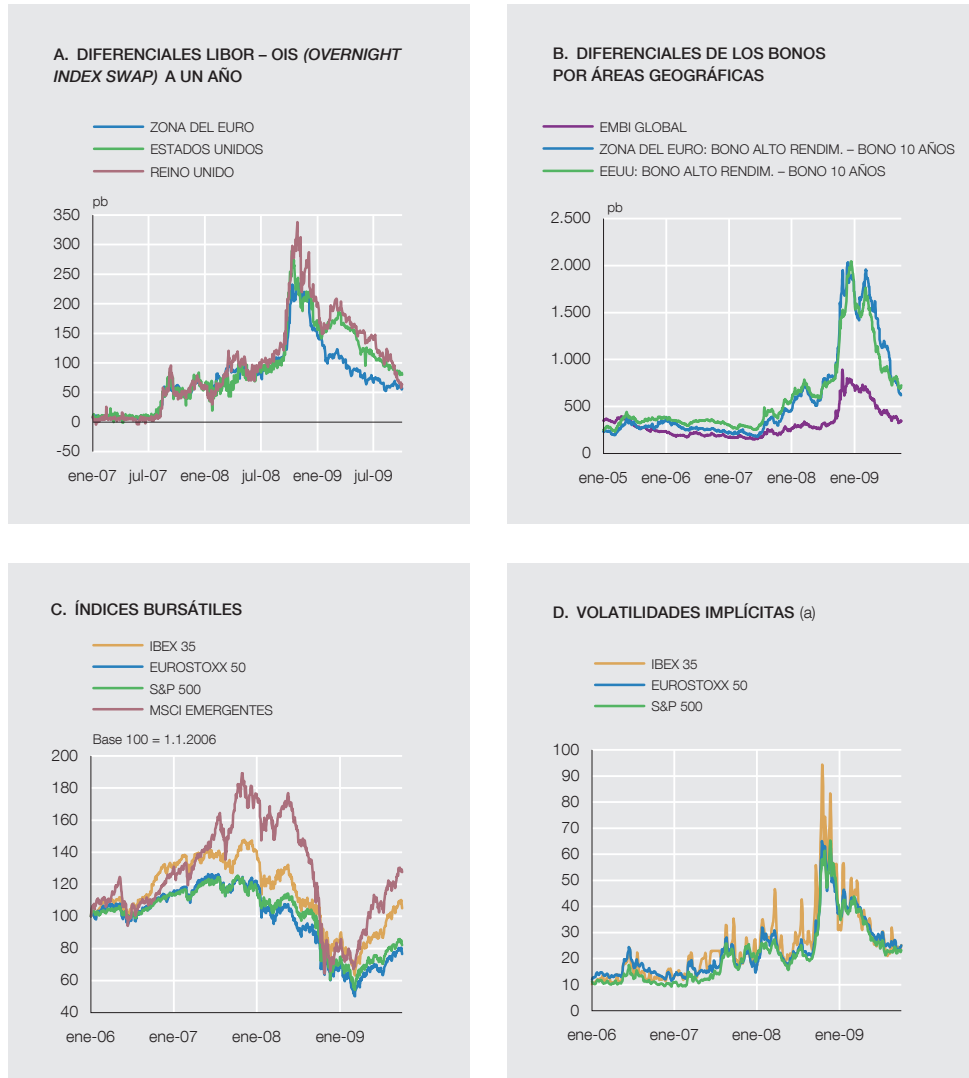 A. DIFERENCIALES LIBOR – OIS (OVERNIGHT
INDEX SWAP) A UN AÑO
ZONA DEL EURO
ESTADOS UNIDOS
REINO UNIDO
pb
350
300
250
200
150
100
50
0
-50
ene-07 jul-07 ene-08 jul-08 ene-09 jul-09
B. DIFERENCIALES DE LOS BONOS
POR ÁREAS GEOGRÁFICAS
EMBI GLOBAL
ZONA DEL EURO: BONO ALTO RENDIM. – BONO 10 AÑOS
EEUU: BONO ALTO RENDIM. – BONO 10 AÑOS
pb
2.500
2.000
1.500
1.000
500
0
ene-05 ene-06 ene-07 ene-08 ene-09
C. ÍNDICES BURSÁTILES
IBEX 35
EUROSTOXX 50
S&P 500
MSCI EMERGENTES
Base 100 = 1.1.2006
200
180
160
140
120
100
80
60
40
ene-06 ene-07 ene-08 ene-09
D. VOLATILIDADES IMPLÍCITAS (a)
IBEX 35
EUROSTOXX 50
S&P 500
100
90
80
70
60
50
40
30
20
10
0
ene-06 ene-07 ene-08 ene-09